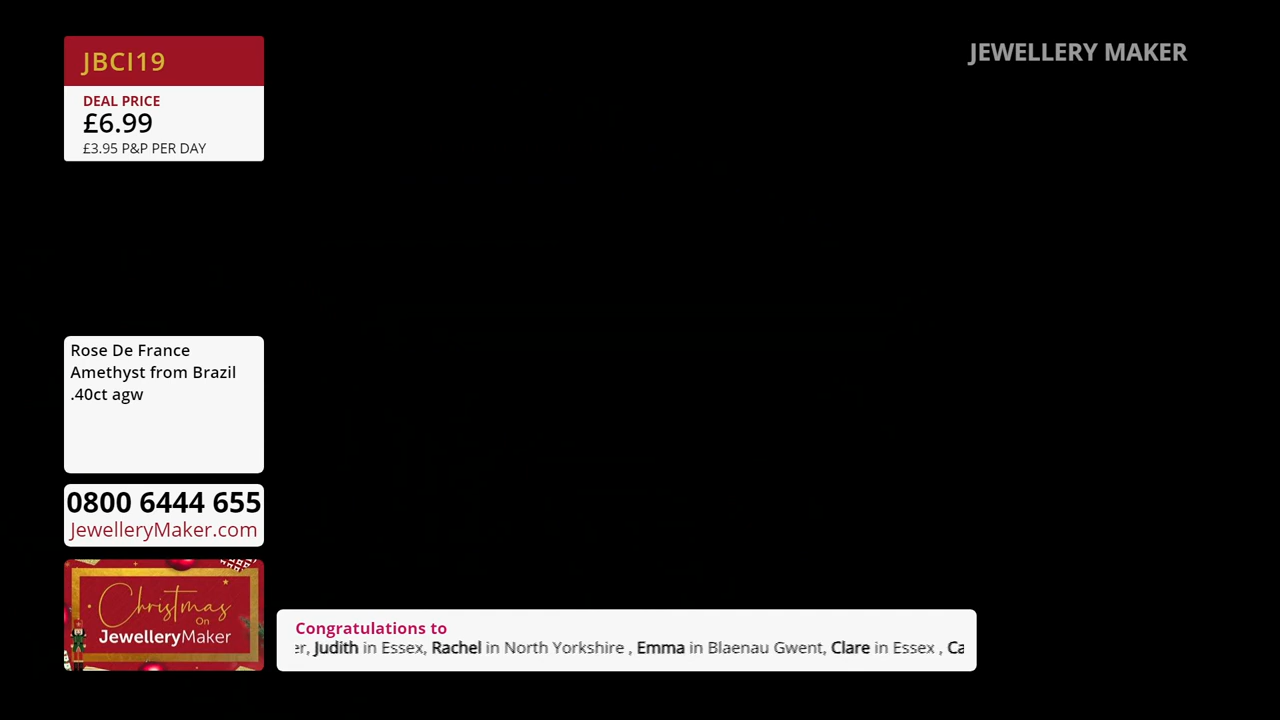 JBCI19
JEWELLERY MAKER
DEAL PRICE
£6.99
£3.95 P&P PER DAY
Rose De France
Amethyst from Brazil
.40ct agw
0800 6444 655
JewelleryMaker.com
Christmas
On
JewelleryMaker
Congratulations to
er, Judith in Essex, Rachel in North Yorkshire , Emma in Blaenau Gwent, Clare in Essex , Ca